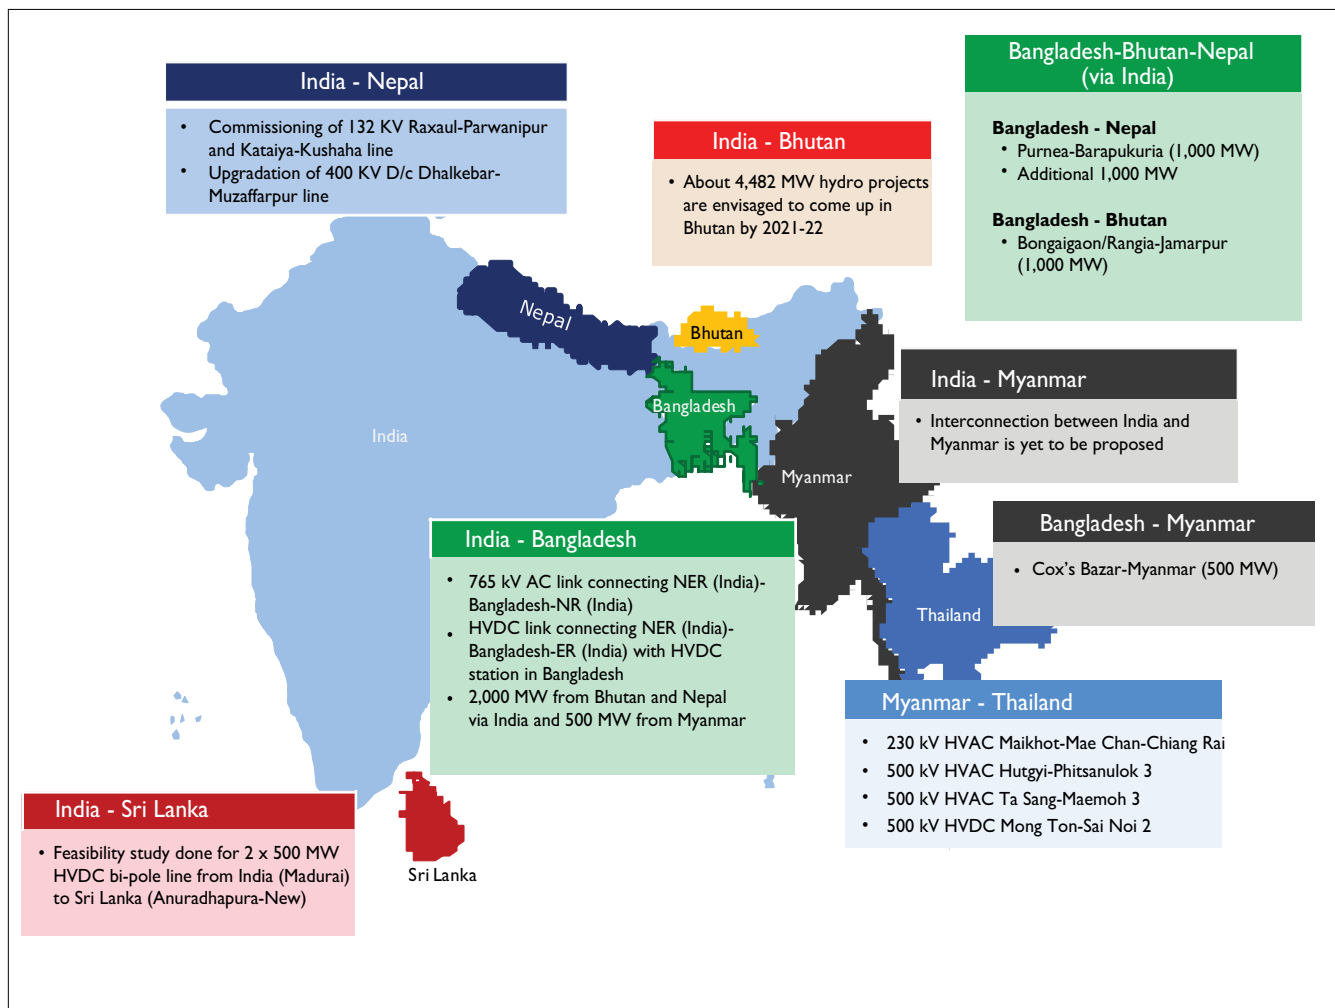 India - Nepal
• Commissioning of 132 KV Raxaul-Parwanipur
and Kataiya-Kushaha line
• Upgradation of 400 KV D/c Dhalkebar-
Muzaffarpur line
India - Bhutan
• About 4,482 MW hydro projects
are envisaged to come up in
Bhutan by 2021-22
Bangladesh-Bhutan-Nepal
(via India)
Bangladesh - Nepal
• Purnea-Barapukuria (1,000 MW)
• Additional 1,000 MW
Bangladesh - Bhutan
• Bongaigaon/Rangia-Jamarpur
(1,000 MW)
Nepal
Bhutan
Bangladesh
India
Myanmar
India - Myanmar
• Interconnection between India and
Myanmar is yet to be proposed
Bangladesh - Myanmar
• Cox's Bazar-Myanmar (500 MW)
India - Bangladesh
• 765 kV AC link connecting NER (India)-
Bangladesh-NR (India)
• HVDC link connecting NER (India)-
Bangladesh-ER (India) with HVDC
station in Bangladesh
• 2,000 MW from Bhutan and Nepal
via India and 500 MW from Myanmar
Thailand
Myanmar - Thailand
• 230 kV HVAC Maikhot-Mae Chan-Chiang Rai
• 500 kV HVAC Hutgyi-Phitsanulok 3
• 500 kV HVAC Ta Sang-Maemoh 3
• 500 kV HVDC Mong Ton-Sai Noi 2
India - Sri Lanka
• Feasibility study done for 2 x 500 MW
HVDC bi-pole line from India (Madurai)
to Sri Lanka (Anuradhapura-New)
Sri Lanka